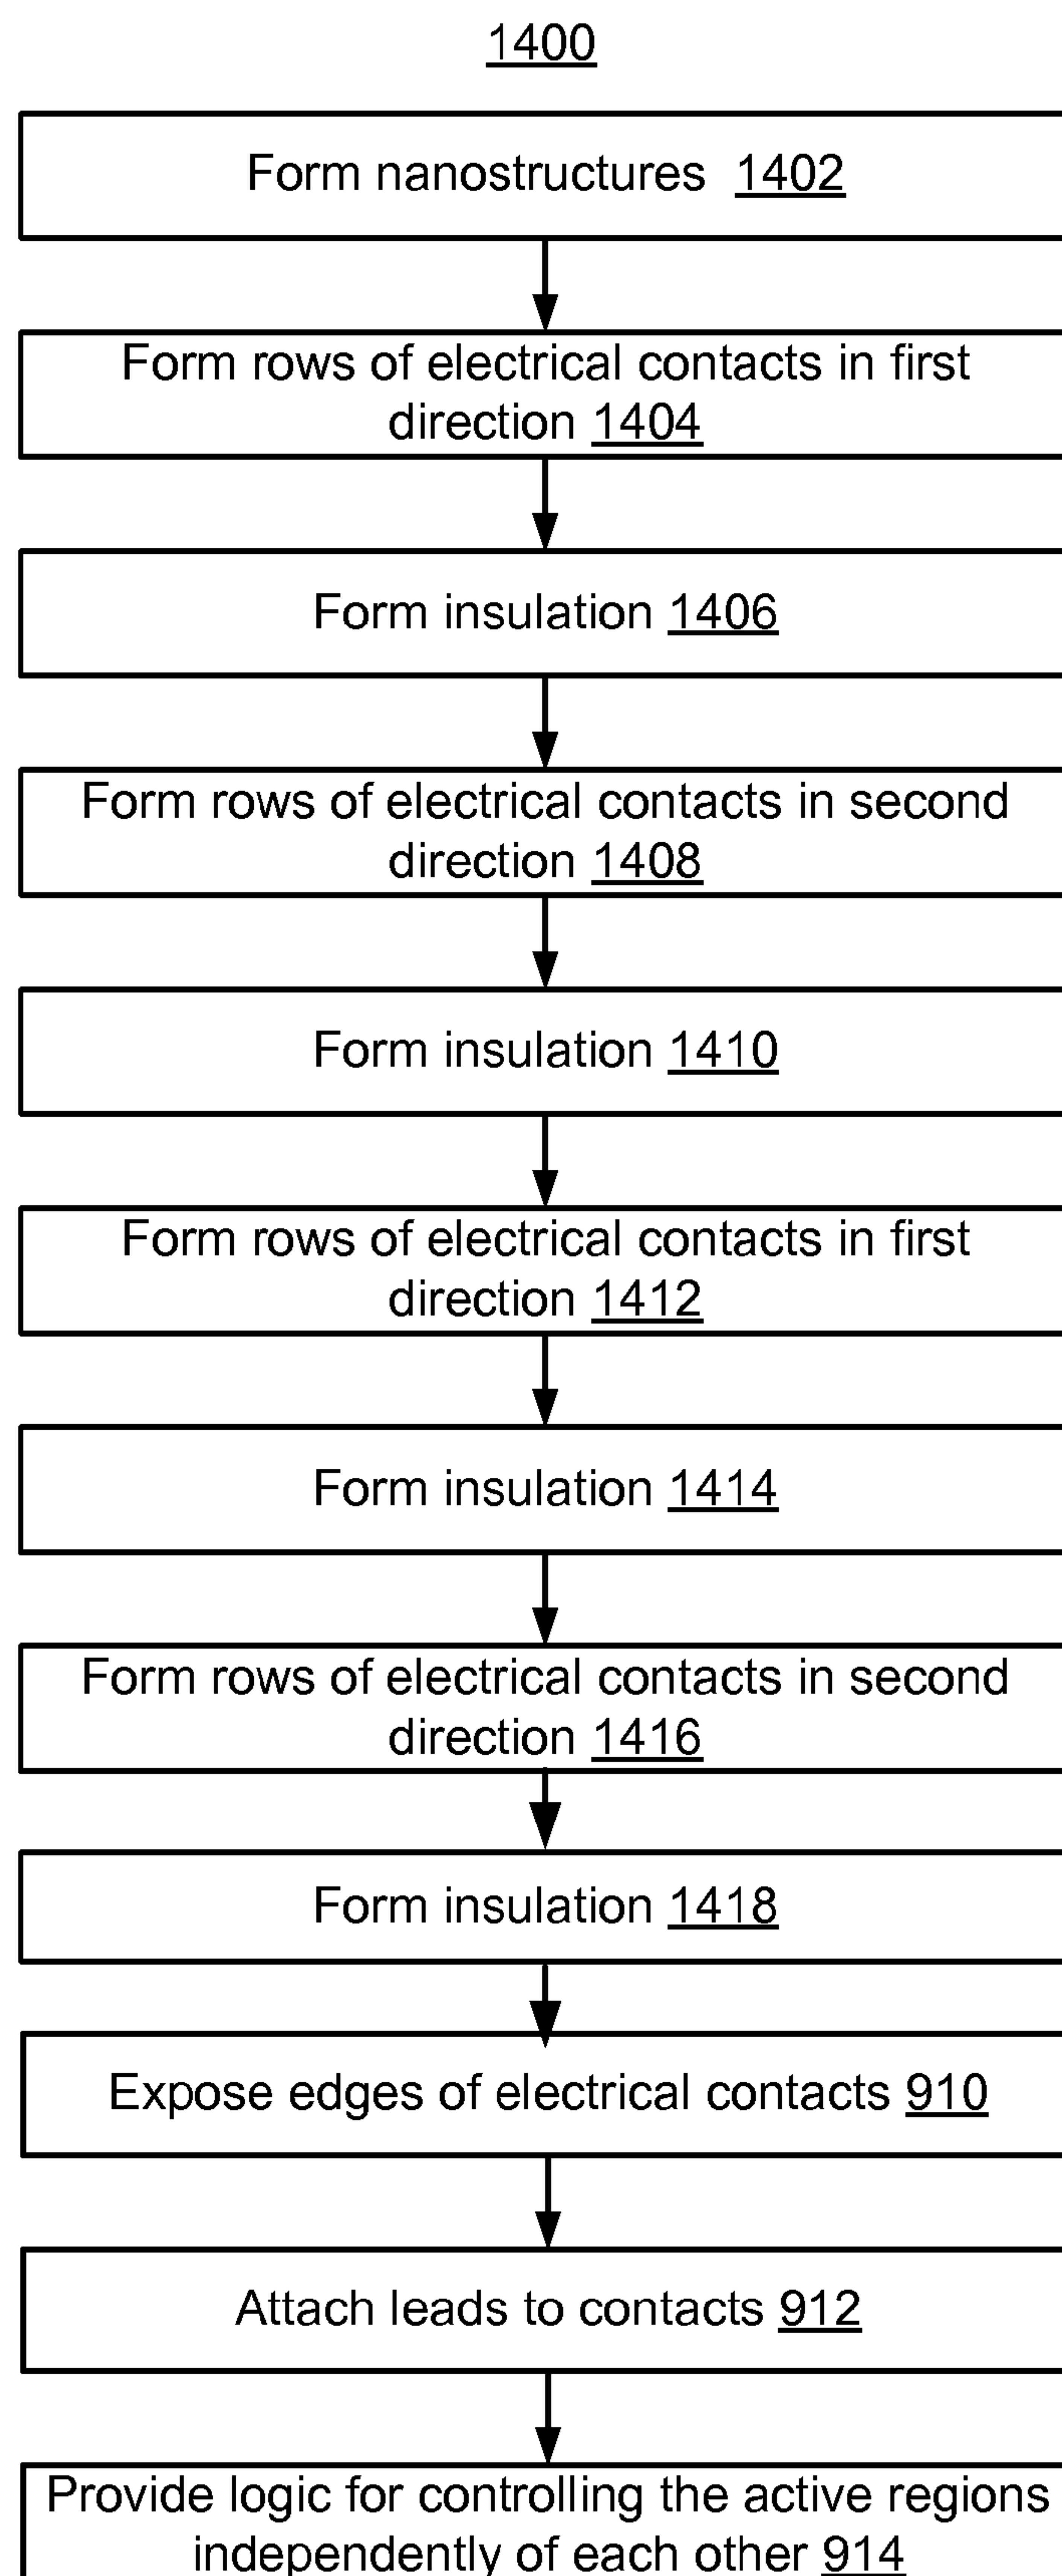 1400
Form nanostructures 1402
Form rows of electrical contacts in first
direction 1404
Form insulation 1406
Form rows of electrical contacts in second
direction 1408
Form insulation 1410
Form rows of electrical contacts in first
direction 1412
Form insulation 1414
Form rows of electrical contacts in second
direction 1416
Form insulation 1418
Expose edges of electrical contacts 910
Attach leads to contacts 912
Provide logic for controlling the active regions
independently of each other 914